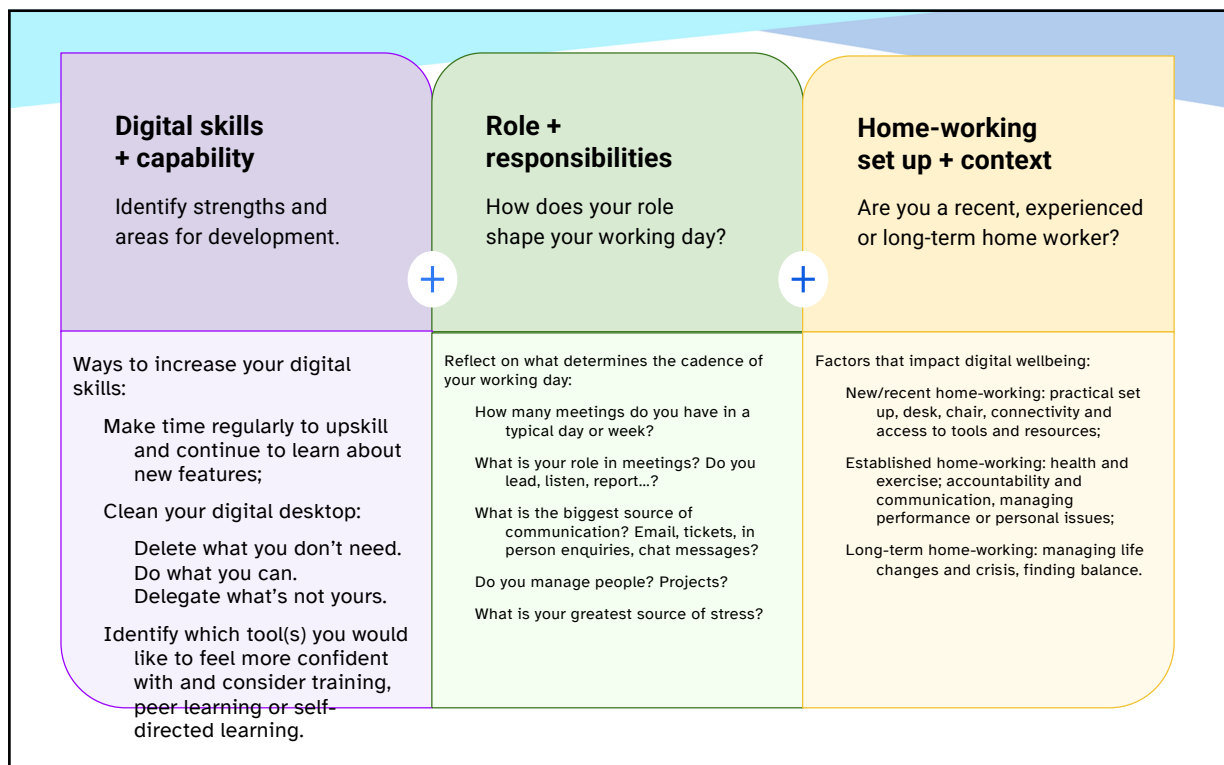 Digital skills
+ capability
Identify strengths and
areas for development.
Ways to increase your digital
skills:
Make time regularly to upskill
and continue to learn about
new features;
Clean your digital desktop:
Delete what you don’t need.
Do what you can.
Delegate what’s not yours.
Identify which tool(s) you would
like to feel more confident
with and consider training,
peer learning or self-
directed learning.
Role +
responsibilities
How does your role
shape your working day?
Reflect on what determines the cadence of
your working day:
How many meetings do you have in a
typical day or week?
What is your role in meetings? Do you
lead, listen, report…?
What is the biggest source of
communication? Email, tickets, in
person enquiries, chat messages?
Do you manage people? Projects?
What is your greatest source of stress?
Home-working
set up + context
Are you a recent, experienced
or long-term home worker?
Factors that impact digital wellbeing:
New/recent home-working: practical set
up, desk, chair, connectivity and
access to tools and resources;
Established home-working: health and
exercise; accountability and
communication, managing
performance or personal issues;
Long-term home-working: managing life
changes and crisis, finding balance.